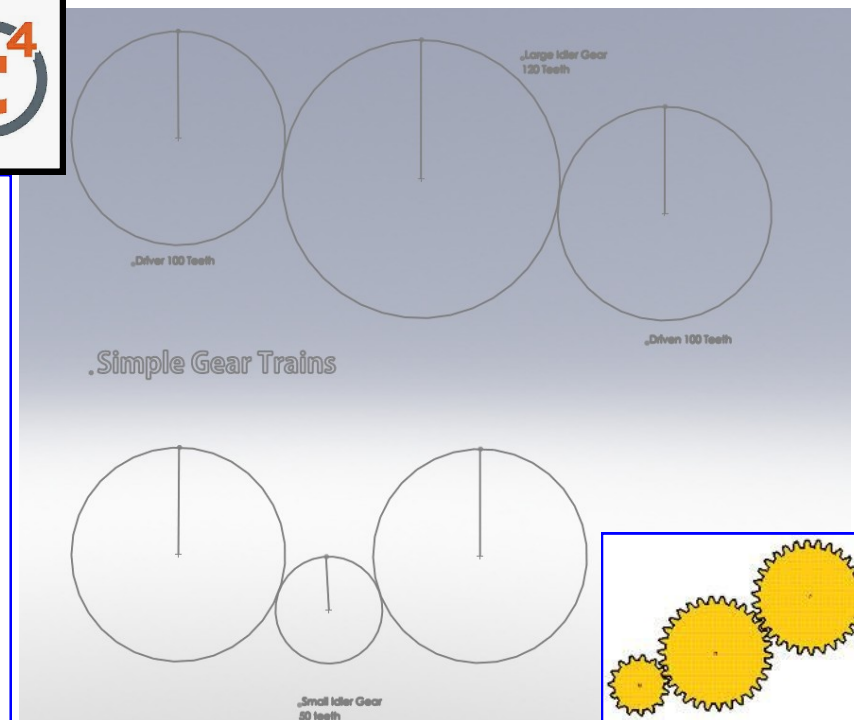 4
Large Idler Gear
120 Teeth
Driver 100 Teeth
Driven 100 Teeth
Simple Gear Trains
Small Idler Gear
50 teeth